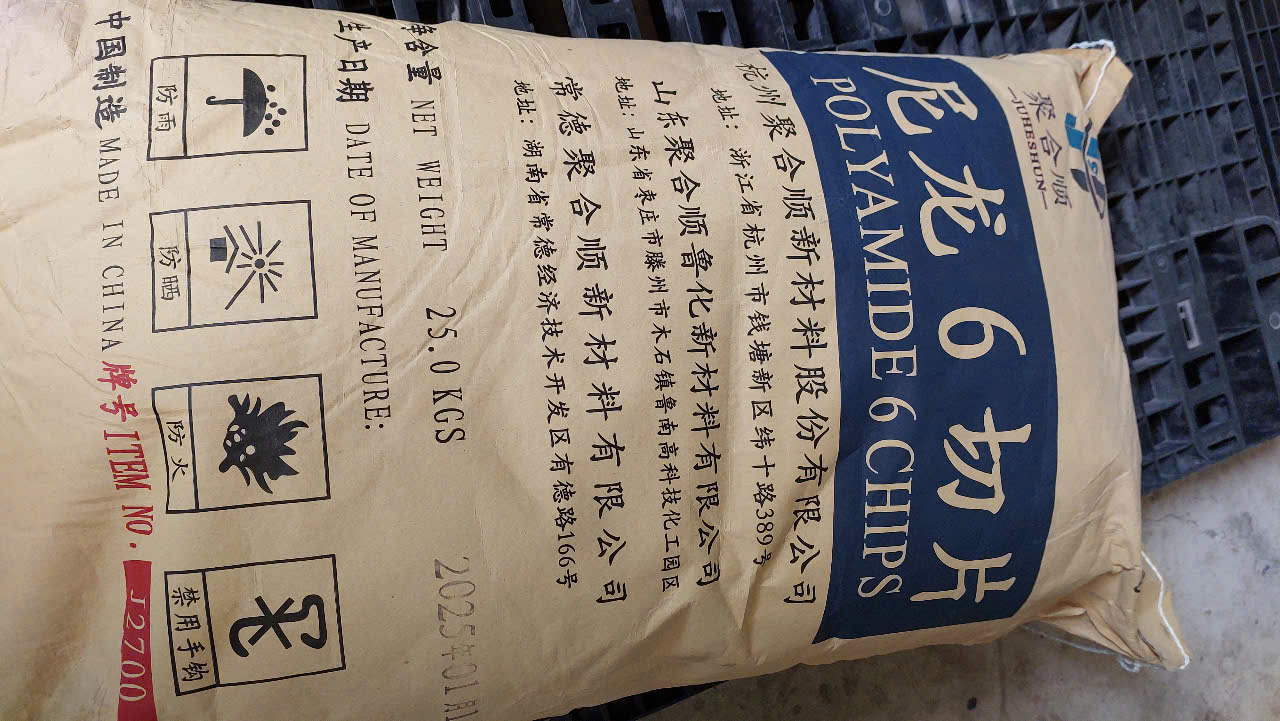 聚合顺
JUHESHUN
尼龙6切片
POLYAMIDE 6 CHIPS
杭州聚合顺新材料股份有限公司
地址：浙江省杭州市钱塘新区纬十路389号
山东聚合顺鲁化新材料有限公司
地址：山东省枣庄市滕州市木石镇鲁南高科技化工园区
常德聚合顺新材料有限公司
地址：湖南省常德经济技术开发区有德路166号
净含量 NET WEIGHT 25.0 KGS
生产日期 DATE OF MANUFACTURE:
2025年01月
防雨
防晒
防火
禁用手钩
中国制造 MADE IN CHINA 牌号 ITEM NO. J2700